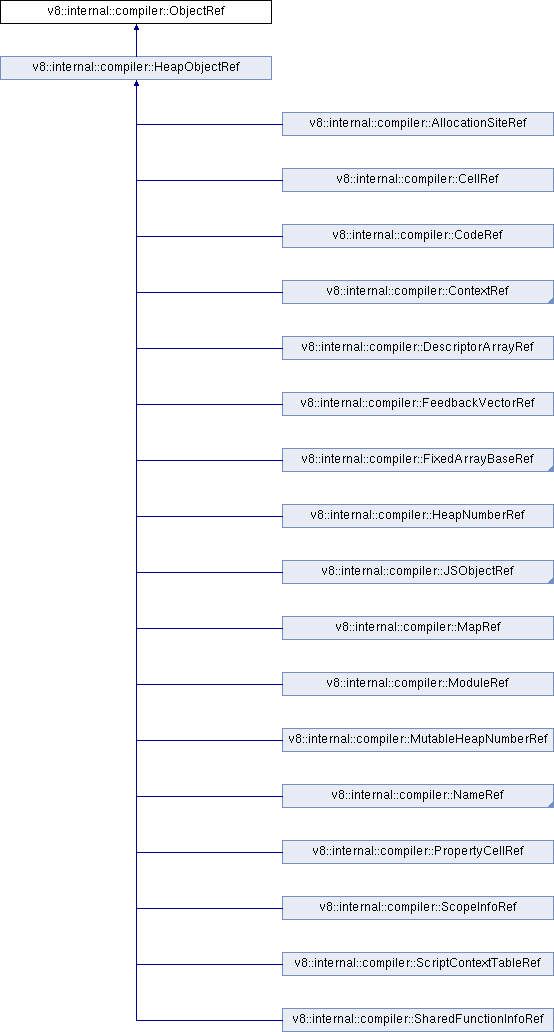 v8::internal::compiler::ObjectRef
v8::internal::compiler::HeapObjectRef
v8::internal::compiler::AllocationSiteRef
v8::internal::compiler::CellRef
v8::internal::compiler::CodeRef
v8::internal::compiler::ContextRef
v8::internal::compiler::DescriptorArrayRef
v8::internal::compiler::FeedbackVectorRef
v8::internal::compiler::FixedArrayBaseRef
v8::internal::compiler::HeapNumberRef
v8::internal::compiler::JSObjectRef
v8::internal::compiler::MapRef
v8::internal::compiler::ModuleRef
v8::internal::compiler::MutableHeapNumberRef
v8::internal::compiler::NameRef
v8::internal::compiler::PropertyCellRef
v8::internal::compiler::ScopeInfoRef
v8::internal::compiler::ScriptContextTableRef
v8::internal::compiler::SharedFunctionInfoRef